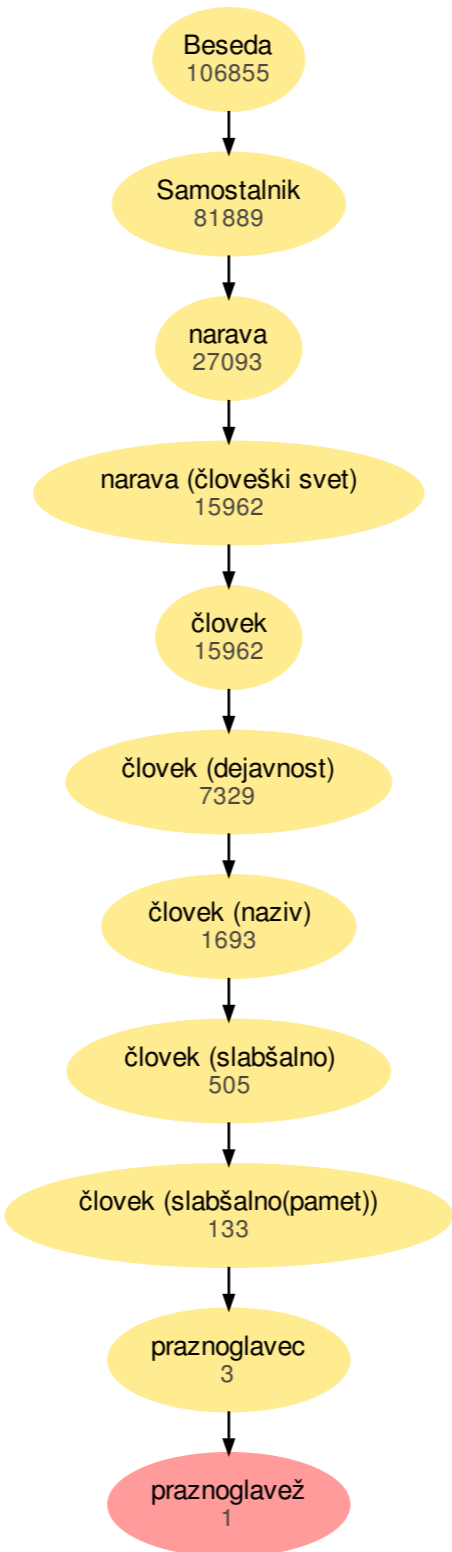 Beseda
106855
Samostalnik
81889
narava
27093
narava (človeški svet)
15962
človek
15962
človek (dejavnost)
7329
človek (naziv)
1693
človek (slabšalno)
505
človek (slabšalno(pamet))
133
praznoglavec
3
praznoglavež
1